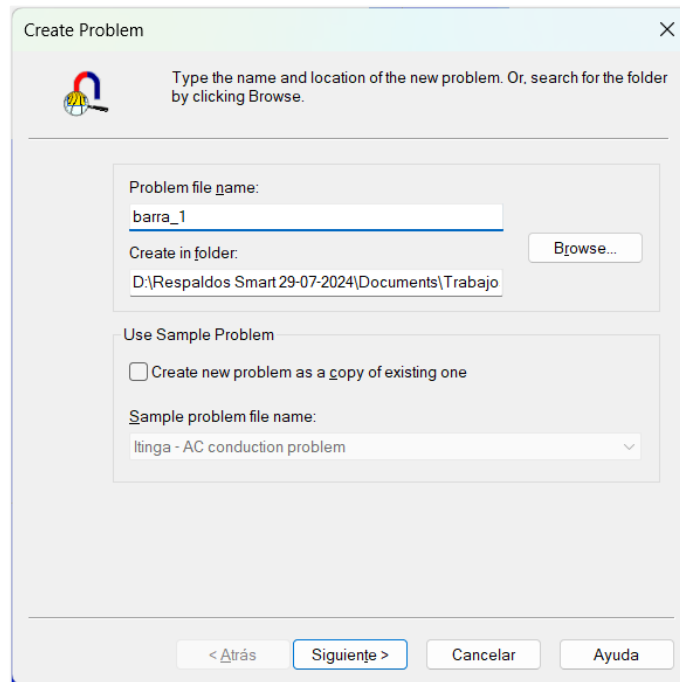 Create Problem
Type the name and location of the new problem. Or, search for the folder
by clicking Browse.
Problem file name:
barra_1
Create in folder:
Browse...
D:\Respaldos Smart 29-07-2024\Documents\Trabajo
Use Sample Problem
Create new problem as a copy of existing one
Sample problem file name:
Itinga - AC conduction problem
< Atrás
Siguiente >
Cancelar
Ayuda